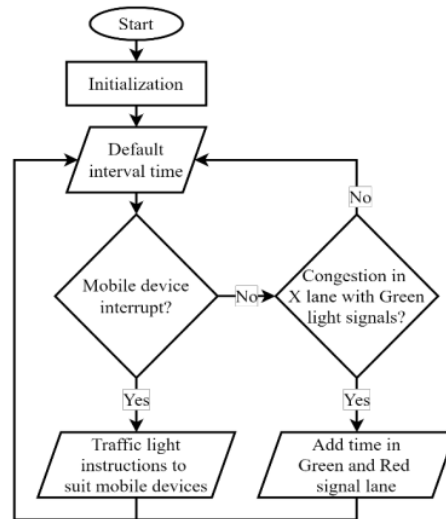 Start
Initialization
Default
interval time
Mobile device
interrupt?
No
Congestion in
X lane with Green
light signals?
No
Yes
Yes
Traffic light
instructions to
suit mobile devices
Add time in
Green and Red
signal lane